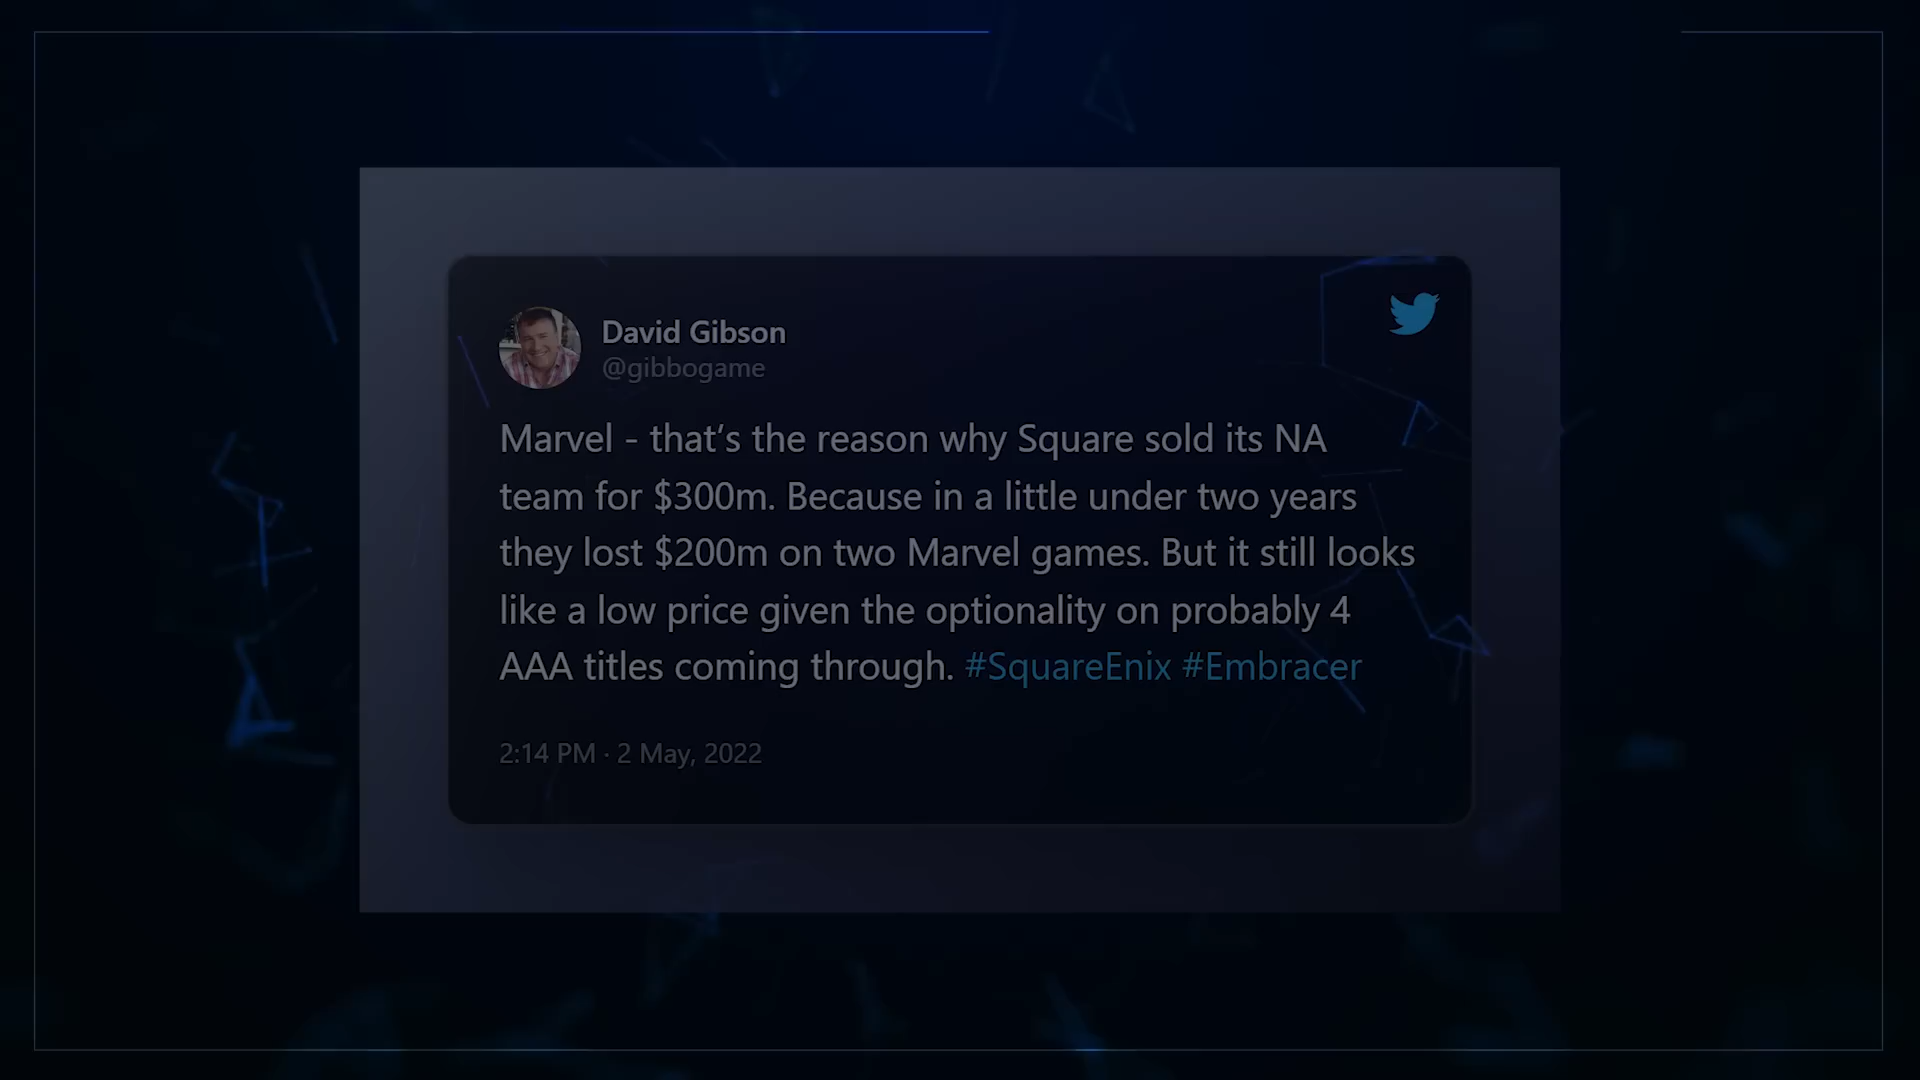 David Gibson
@gibbogame
Marvel - that’s the reason why Square sold its NA
team for $300m. Because in a little under two years
they lost $200m on two Marvel games. But it still looks
like a low price given the optionality on probably 4
AAA titles coming through. #SquareEnix #Embracer
2:14 PM · 2 May, 2022